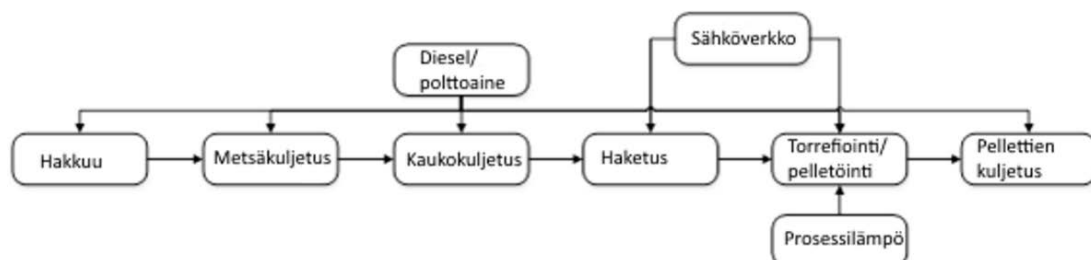 Sähköverkko
Diesel/
polttoaine
Hakkuu
Metsäkuljetus
Kaukokuljetus
Haketus
Torrefiointi/
pelletöinti
Pellettien
kuljetus
Prosessilämpö